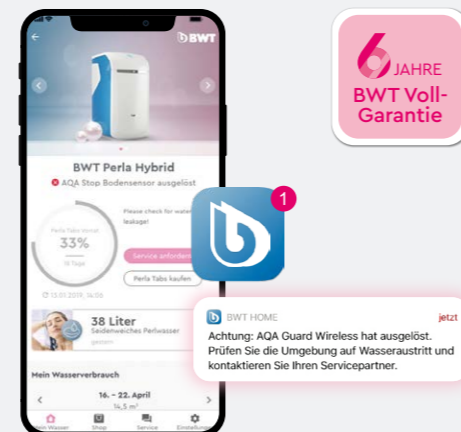 BWT
BWT Perla Hybrid
AQA Stop Bodensensor ausgelöst
Perla Tabs Vorrat
33%
18 Tage
Please check for water
leakage!
Service anfordern
Perla Tabs kaufen
13.01.2019, 14:56
38 Liter
Seidenweiches Perlwasser
gestern
Mein Wasserverbrauch
16. – 22. April
14,5 m³
Mein Wasser
Shop
Service
Einstellungen
1
BWT HOME
jetzt
Achtung: AQA Guard Wireless hat ausgelöst.
Prüfen Sie die Umgebung auf Wasseraustritt und
kontaktieren Sie Ihren Servicepartner.
6 JAHRE
BWT Voll-
Garantie